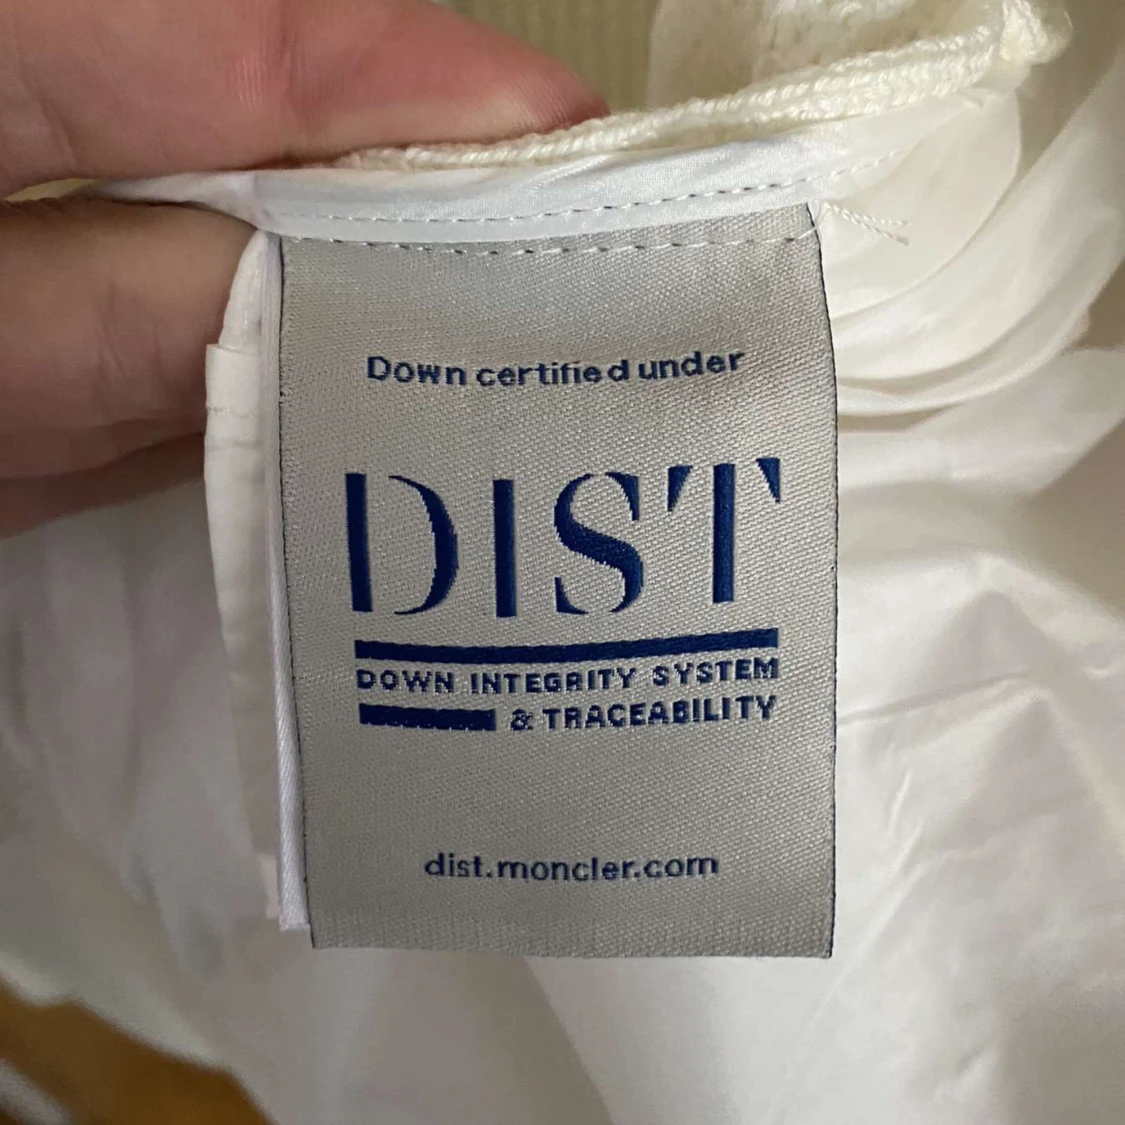 Down certified under
DIST
DOWN INTEGRITY SYSTEM
& TRACEABILITY
dist.moncler.com